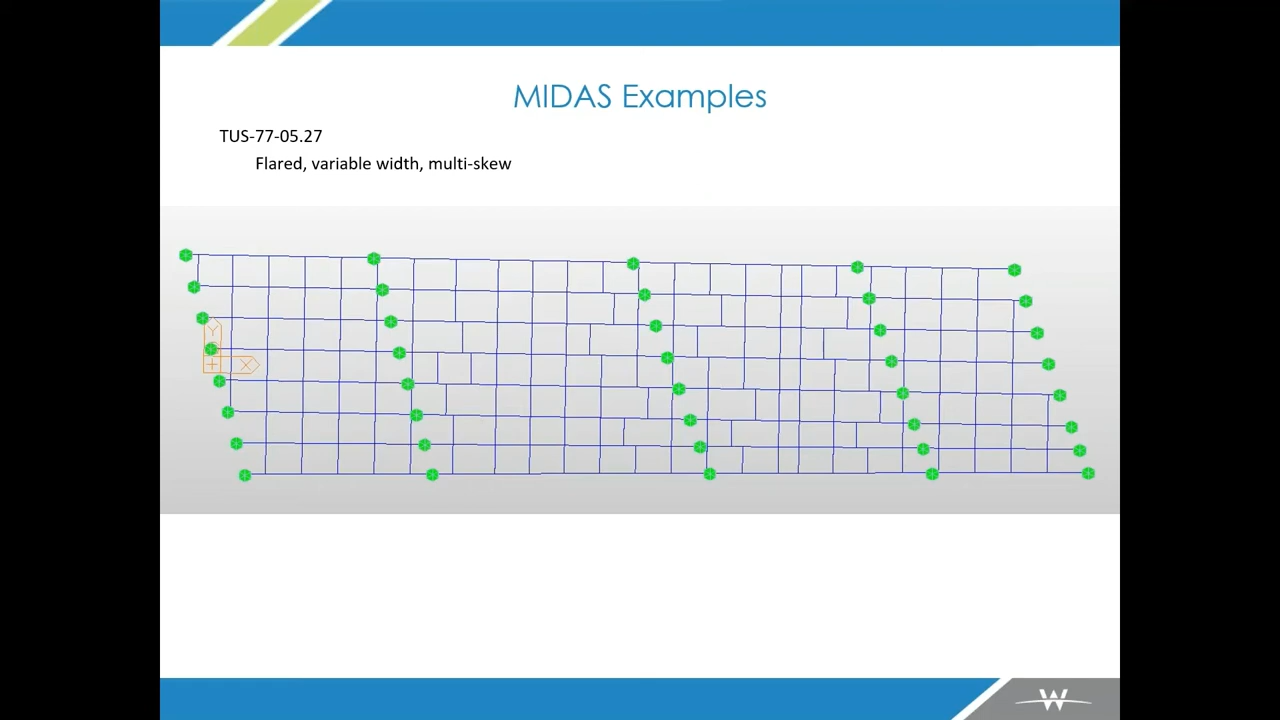 MIDAS Examples
TUS-77-05.27
Flared, variable width, multi-skew
Y
X
W